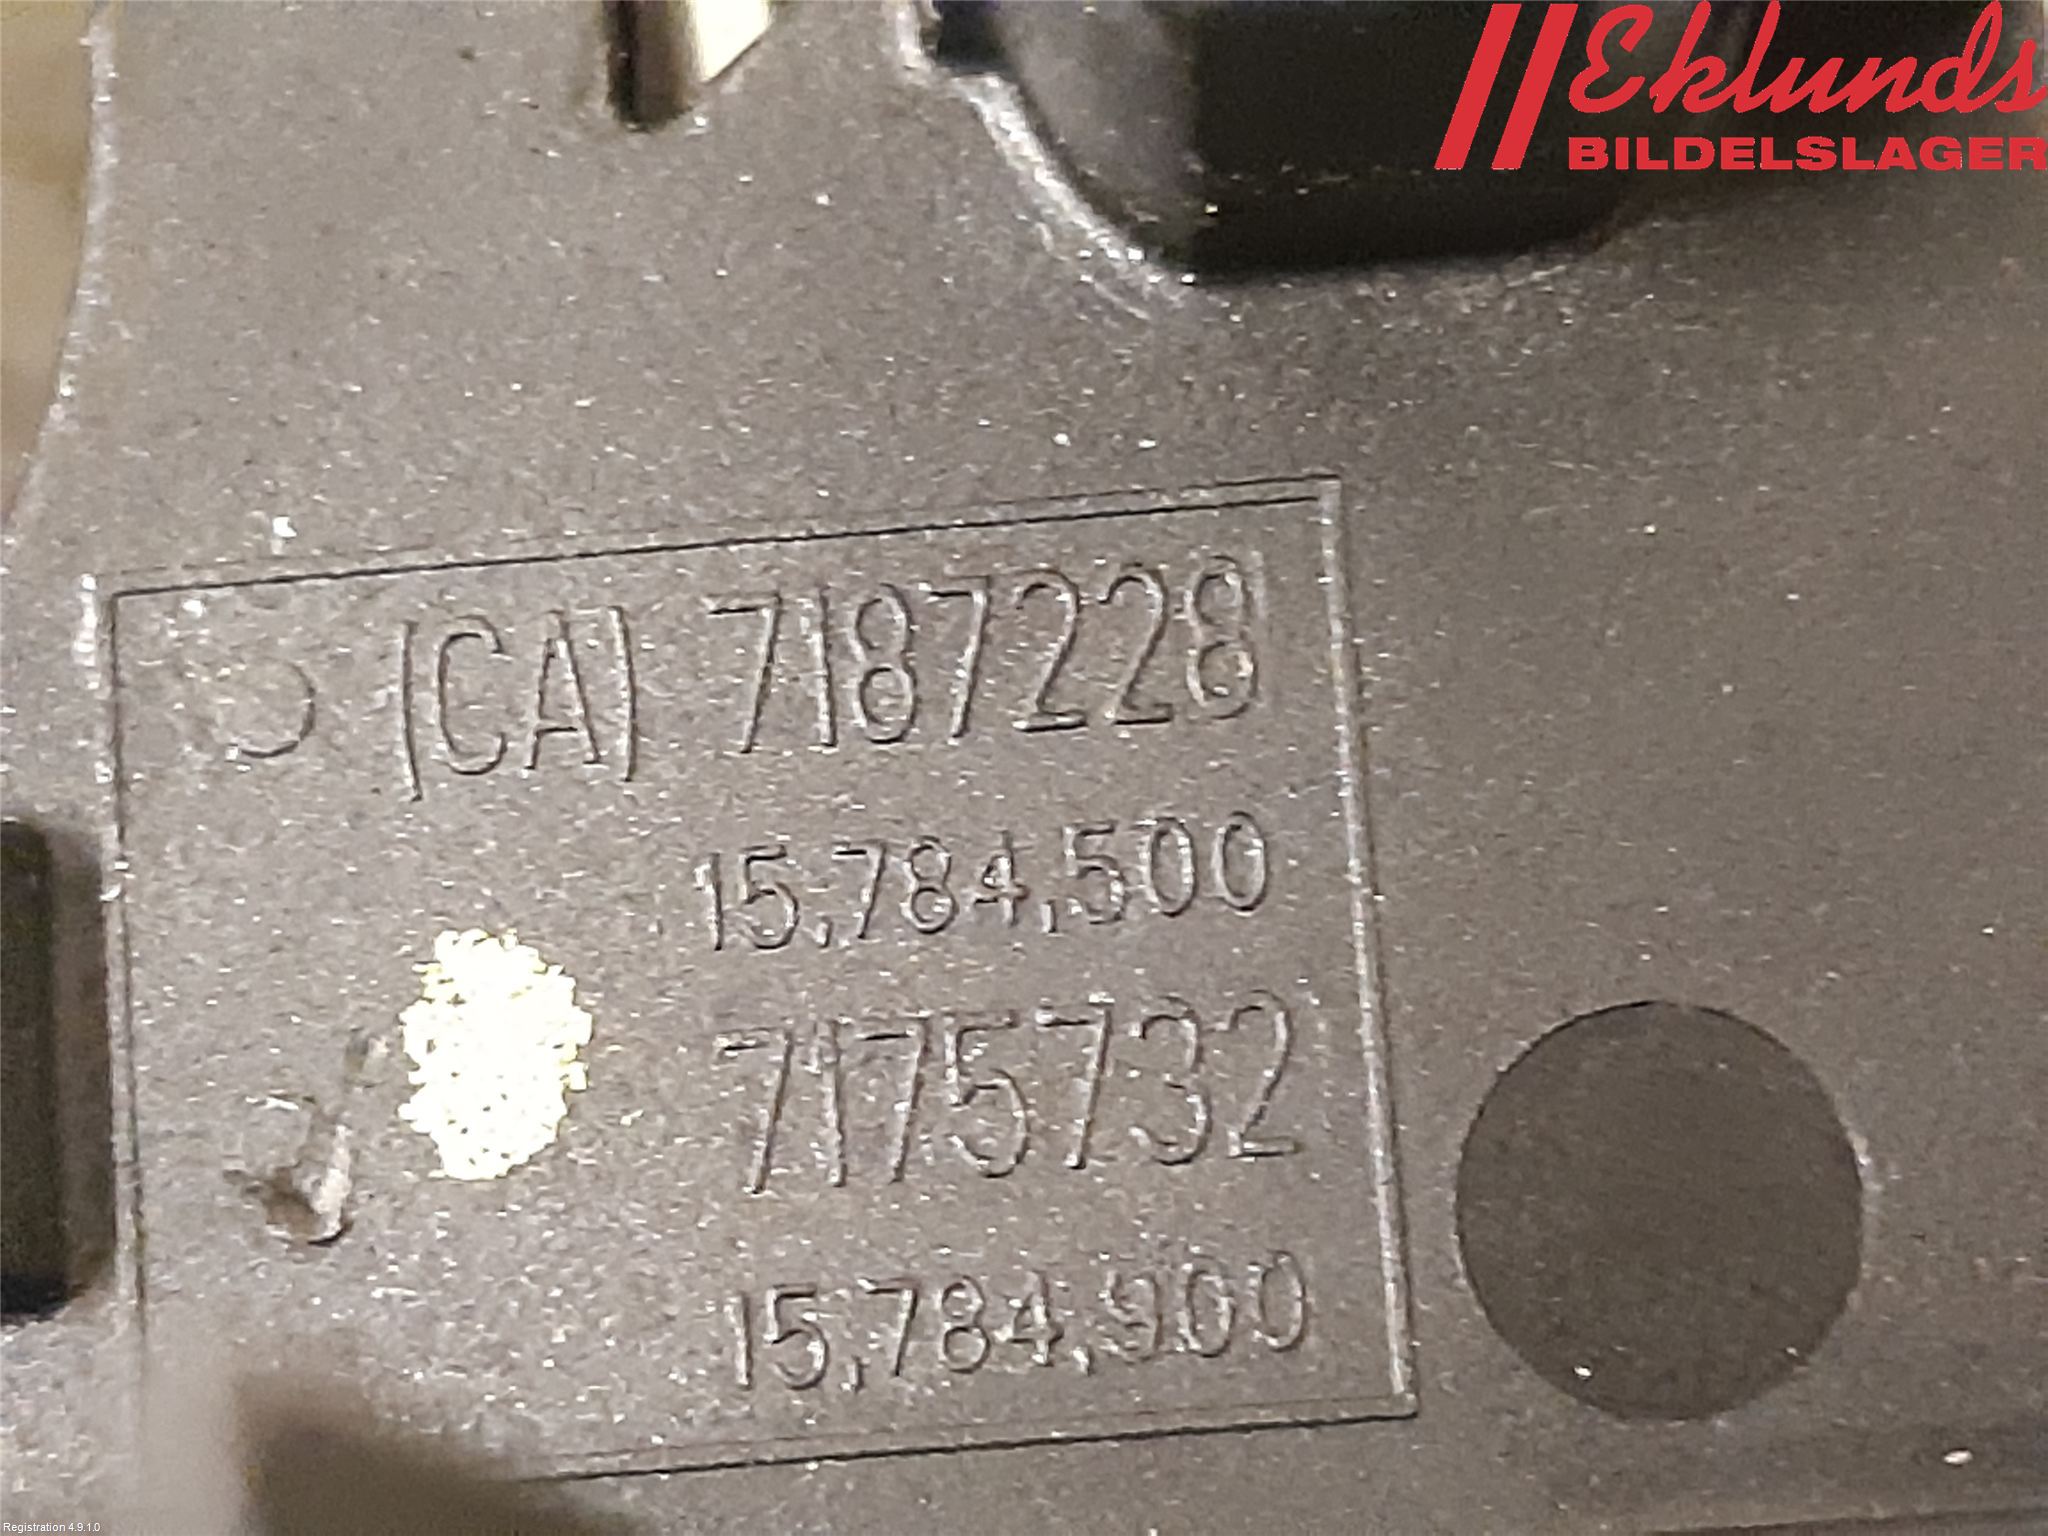 Eklunds
BILDELSLAGER
(CA) 7187228
15.784.500
7175732
15.784.900
Registration 4.9.1.0